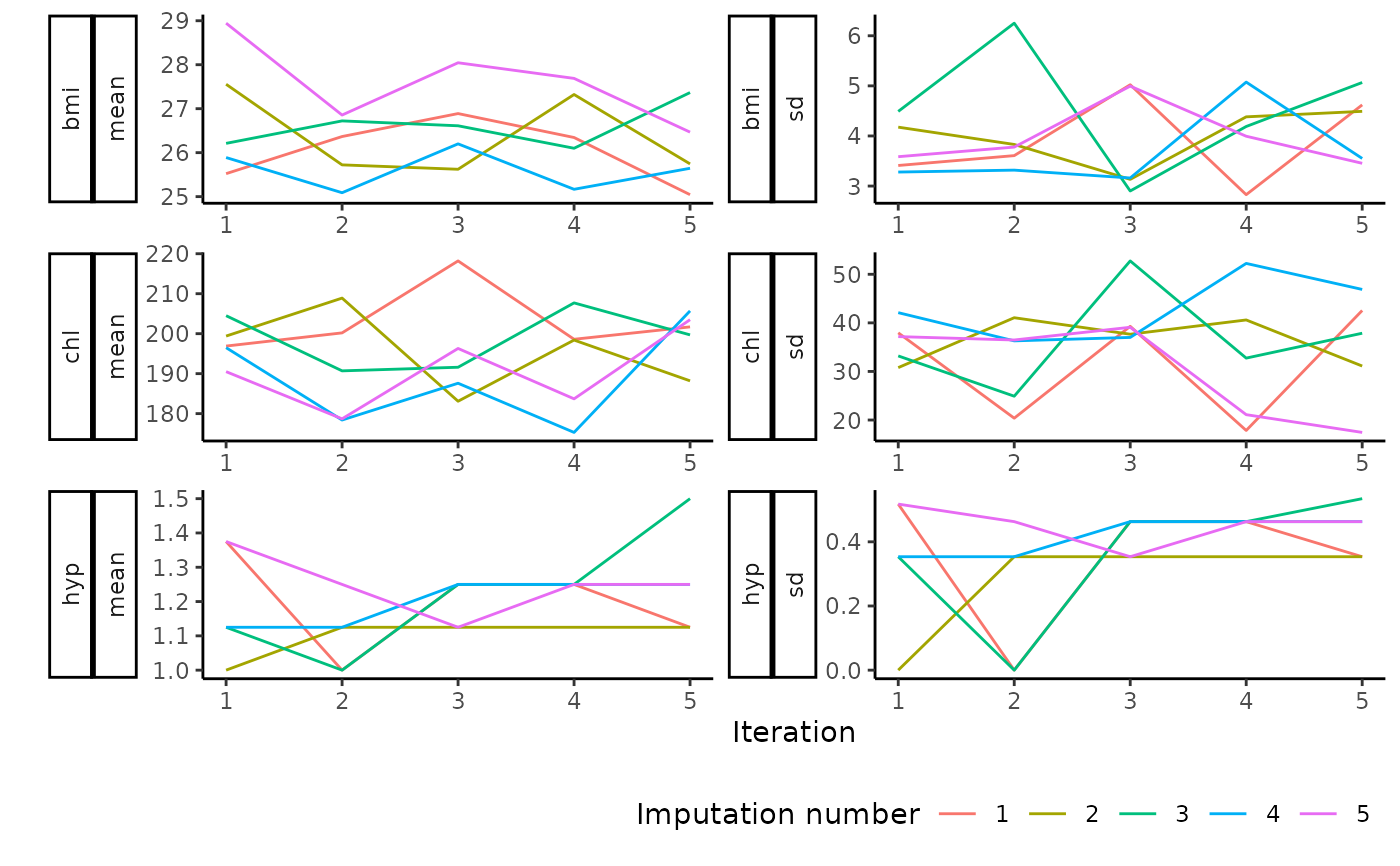 bmi mean 29 28 27 26 25
1 2 3 4 5
bmi sd 6 5 4 3
1 2 3 4 5
chl mean 220 210 200 190 180
1 2 3 4 5
chl sd 50 40 30 20
1 2 3 4 5
hyp mean 1.5 1.4 1.3 1.2 1.1 1.0
1 2 3 4 5
hyp sd 0.4 0.2 0.0
1 2 3 4 5
Iteration
Imputation number 1 2 3 4 5